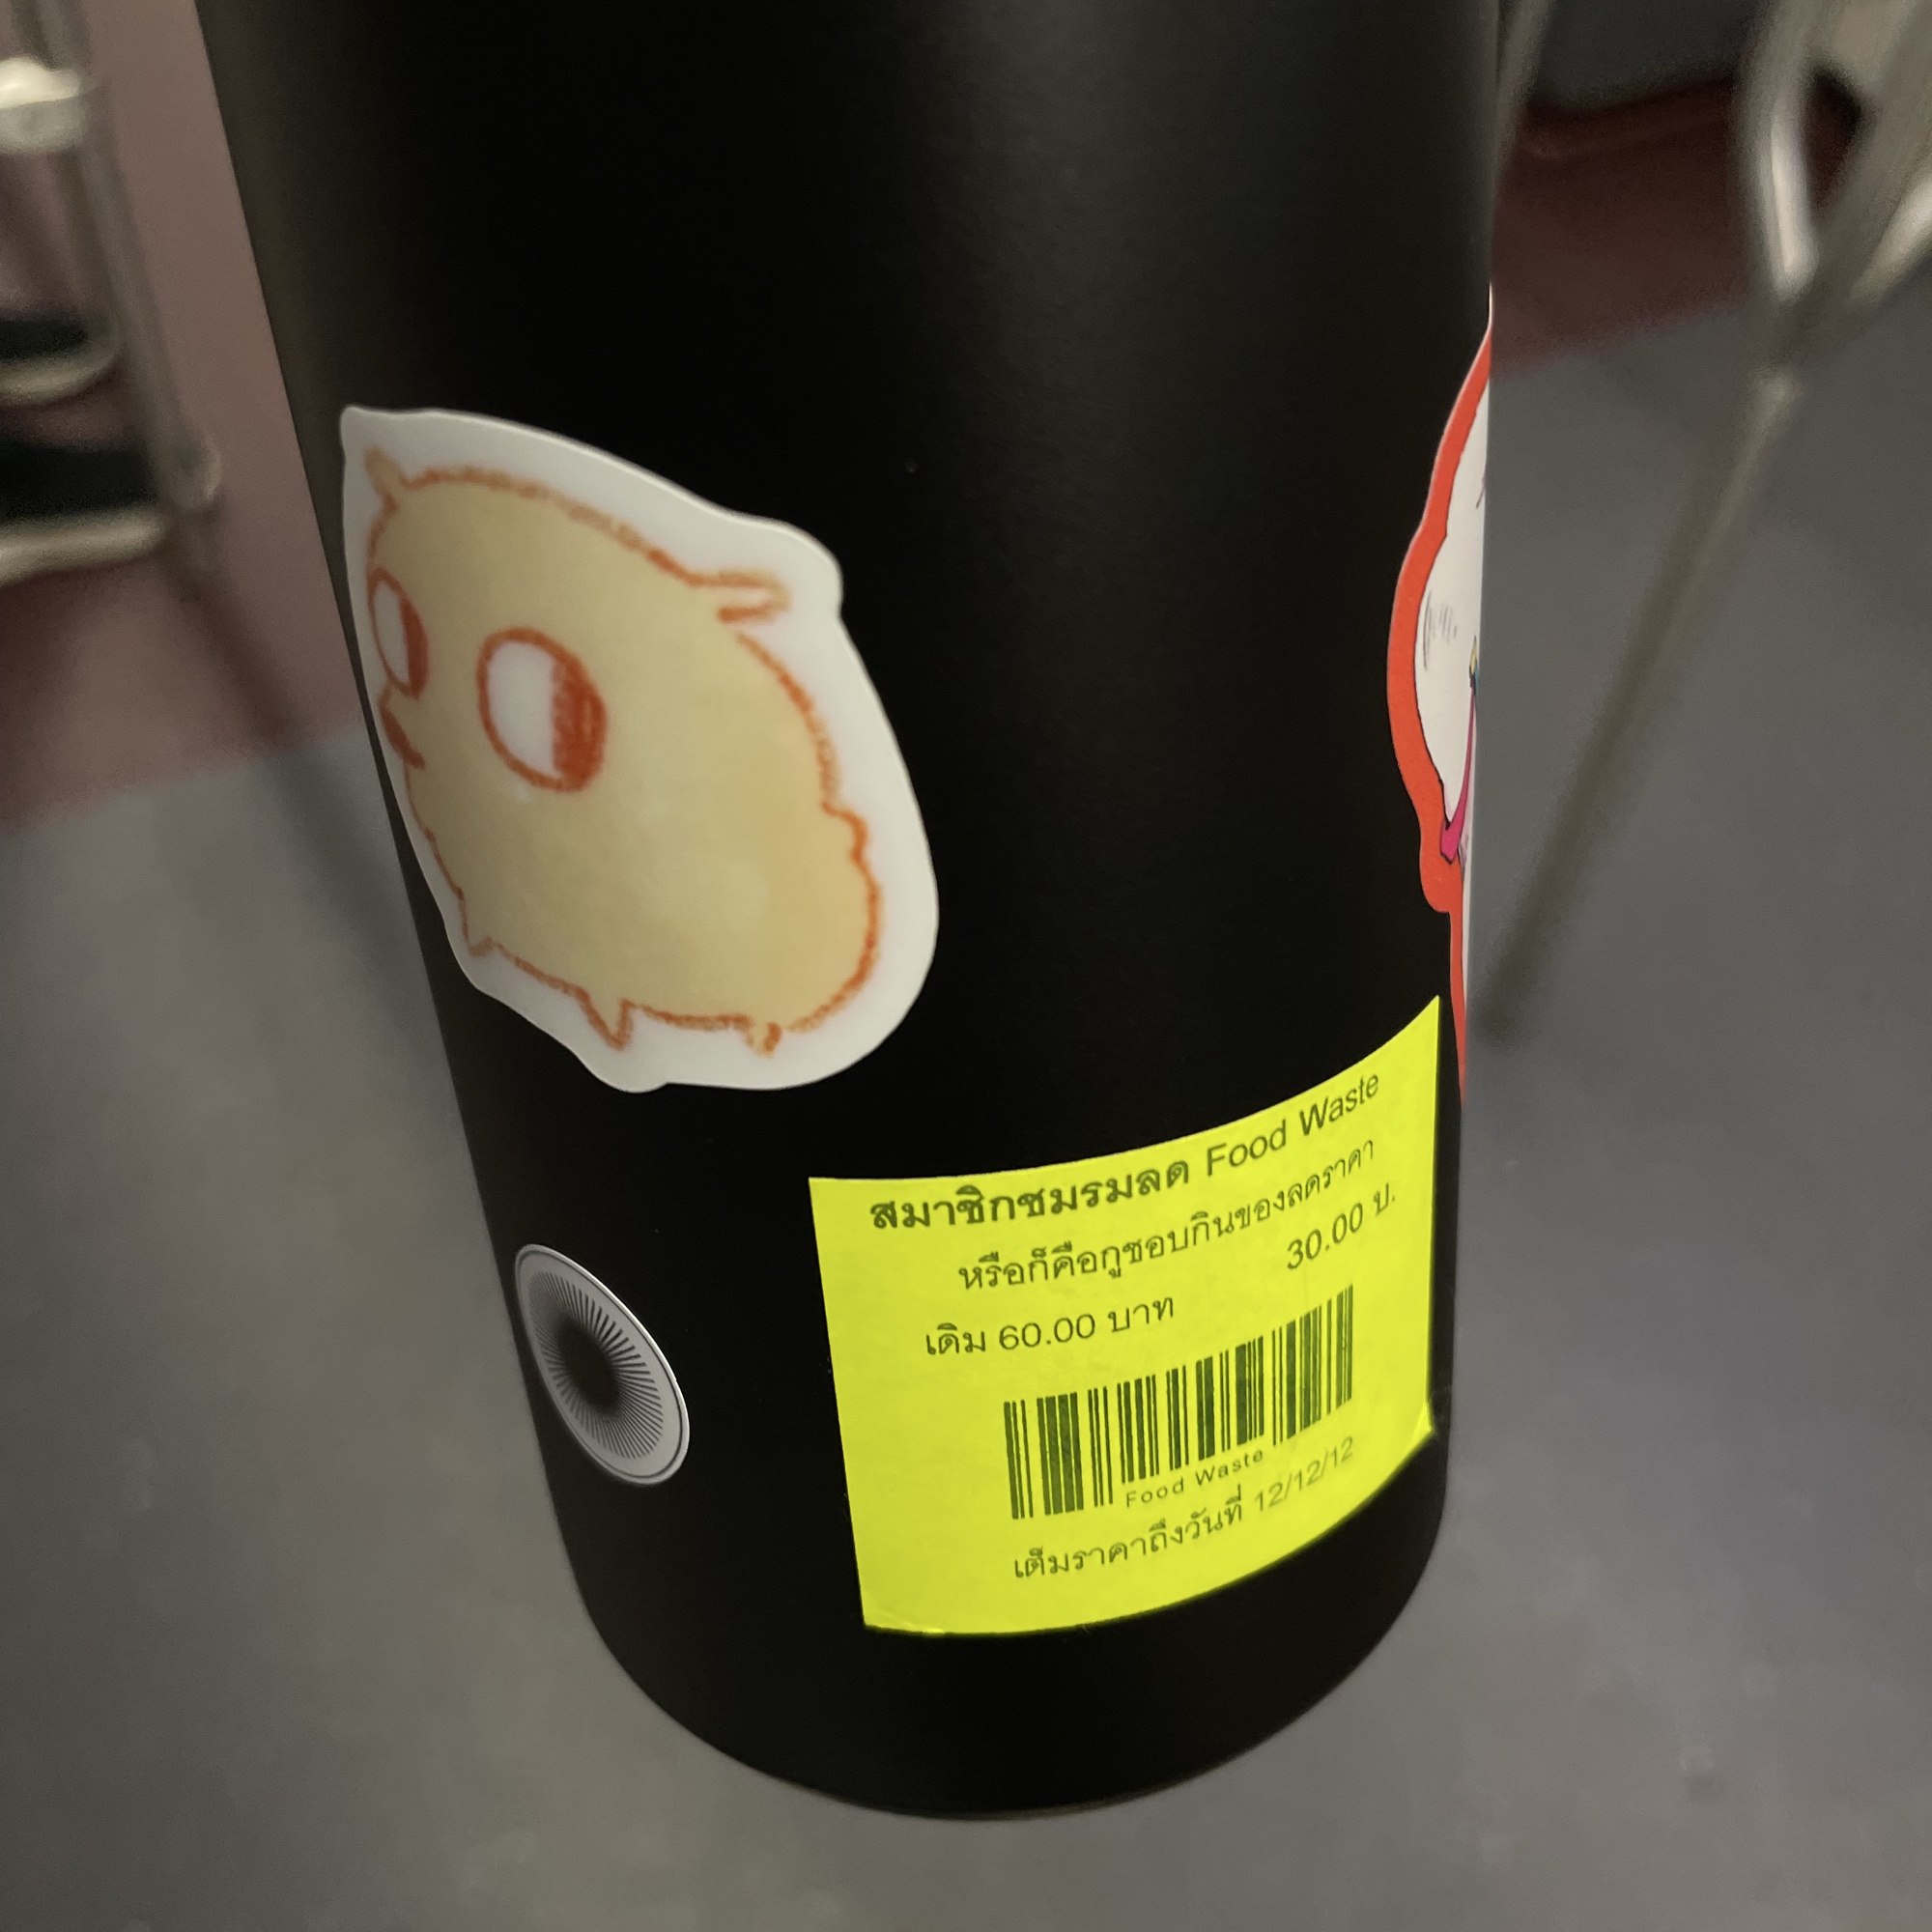 สมาชิกชมรมลด Food Waste
หรือก็คือกูชอบกินของลดราคา
30.00 บ.
เดิม 60.00 บาท
Food Waste
เต็มราคาถึงวันที่ 12/12/12